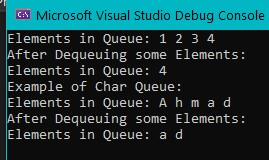 Microsoft Visual Studio Debug Console
Elements in Queue: 1 2 3 4
After Dequeuing some Elements:
Elements in Queue: 4
Example of Char Queue:
Elements in Queue: A h m a d
After Dequeuing some Elements:
Elements in Queue: a d